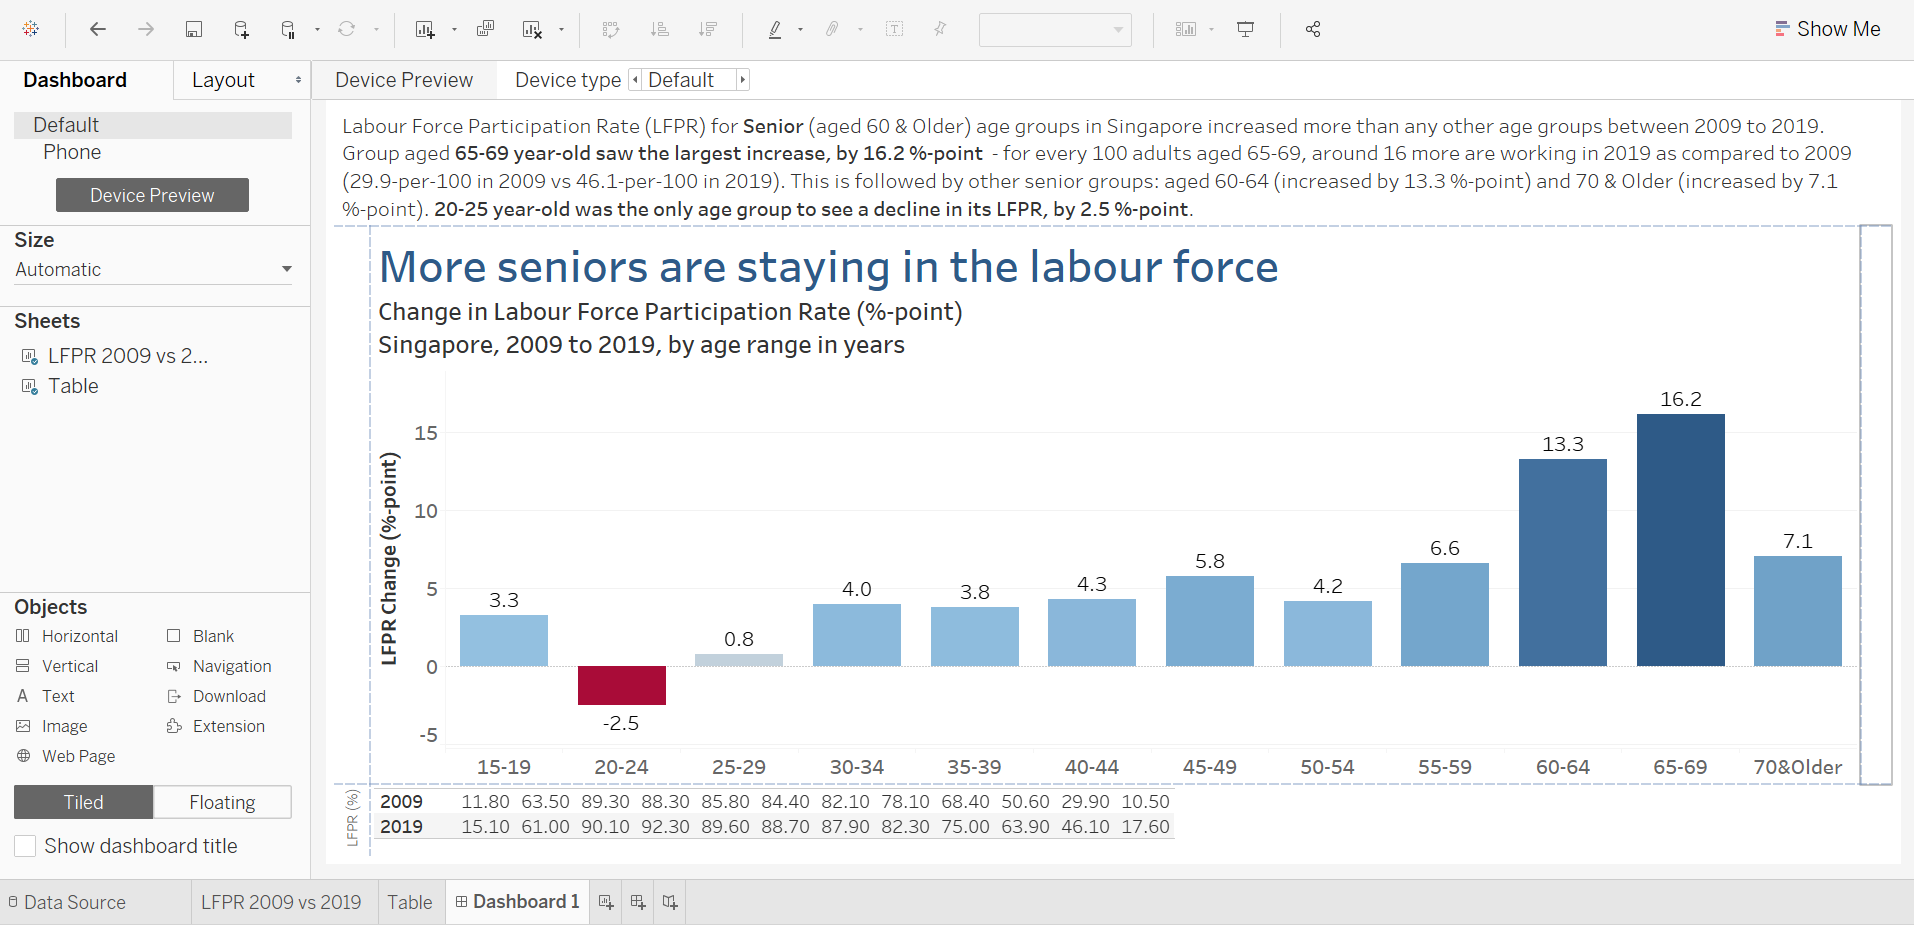 Show Me
Dashboard Layout Device Preview Device type Default
Default
Phone
Device Preview
Size
Automatic
Sheets
LFPR 2009 vs 2...
Table
Objects
Horizontal Blank
Vertical Navigation
A Text Download
Image Extension
Web Page
Tiled Floating
Show dashboard title
Labour Force Participation Rate (LFPR) for Senior (aged 60 & Older) age groups in Singapore increased more than any other age groups between 2009 to 2019.
Group aged 65-69 year-old saw the largest increase, by 16.2 %-point - for every 100 adults aged 65-69, around 16 more are working in 2019 as compared to 2009
(29.9-per-100 in 2009 vs 46.1-per-100 in 2019). This is followed by other senior groups: aged 60-64 (increased by 13.3 %-point) and 70 & Older (increased by 7.1
%-point). 20-25 year-old was the only age group to see a decline in its LFPR, by 2.5 %-point.
More seniors are staying in the labour force
Change in Labour Force Participation Rate (%-point)
Singapore, 2009 to 2019, by age range in years
LFPR Change (%-point)
15
10
5
0
-5
3.3
-2.5
0.8
4.0
3.8
4.3
5.8
4.2
6.6
13.3
16.2
7.1
15-19 20-24 25-29 30-34 35-39 40-44 45-49 50-54 55-59 60-64 65-69 70&Older
LFPR (%)
2009 11.80 63.50 89.30 88.30 85.80 84.40 82.10 78.10 68.40 50.60 29.90 10.50
2019 15.10 61.00 90.10 92.30 89.60 88.70 87.90 82.30 75.00 63.90 46.10 17.60
Data Source LFPR 2009 vs 2019 Table Dashboard 1